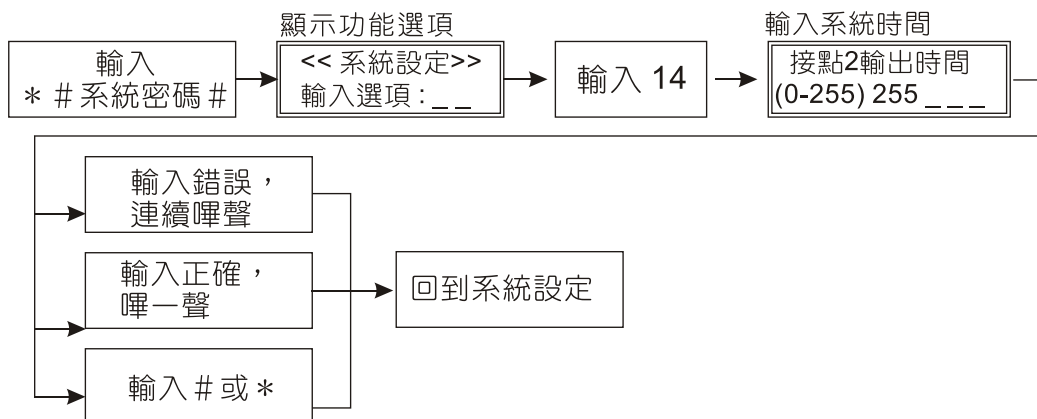 顯示功能選項
輸入系統時間
輸入
＊＃系統密碼＃
<< 系統設定>>
輸入選項 : _ _
輸入 14
接點2輸出時間
(0-255) 255 _ _ _
輸入錯誤，
連續嗶聲
輸入正確，
嗶一聲
輸入＃或＊
回到系統設定